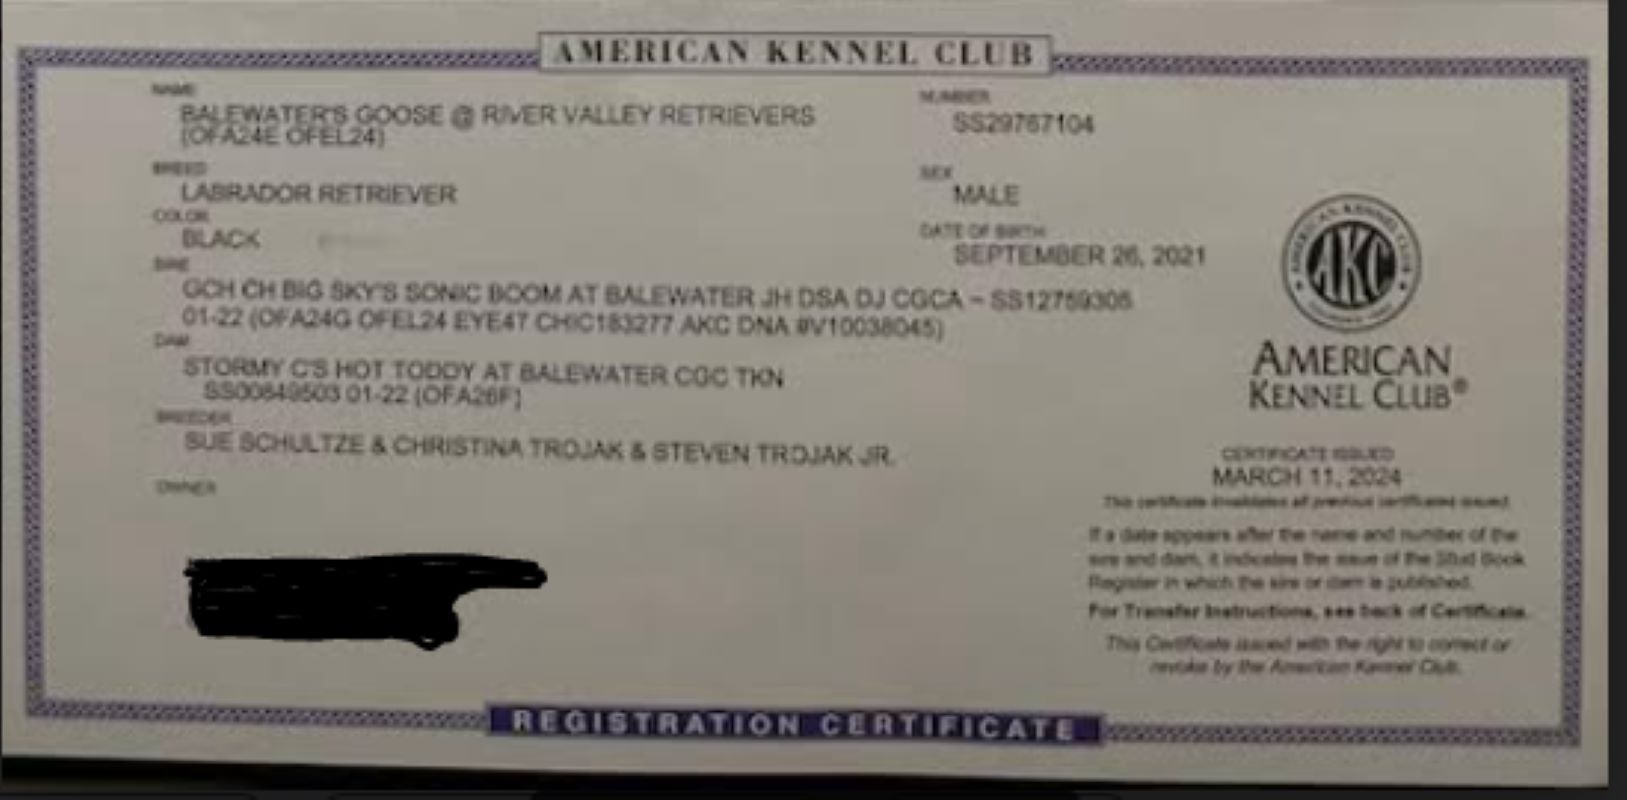 AMERICAN KENNEL CLUB
NAME
BALEWATER'S GOOSE @ RIVER VALLEY RETRIEVERS
(OFA24E OFEL24)
NUMBER
SS29767104
BREED
LABRADOR RETRIEVER
SEX
MALE
COLOR
BLACK
DATE OF BIRTH
SEPTEMBER 26, 2021
SIRE
GCH CH BIG SKY'S SONIC BOOM AT BALEWATER JH DSA DJ CGCA – SS12759305
01-22 (OFA24G OFEL24 EYE47 CHIC183277 AKC DNA #V10038045)
DAM
STORMY C'S HOT TODDY AT BALEWATER CGC TKN
SS00849503 01-22 (OFA26F)
BREEDER
SUE SCHULTZE & CHRISTINA TROJAK & STEVEN TROJAK JR.
OWNER
AMERICAN KENNEL CLUB
AKC
AMERICAN
KENNEL CLUB®
CERTIFICATE ISSUED
MARCH 11, 2024
This certificate invalidates all previous certificates issued.
If a date appears after the name and number of the
sire and dam, it indicates the issue of the Stud Book
Register in which the sire or dam is published.
For Transfer Instructions, see back of Certificate.
This Certificate issued with the right to correct or
revoke by the American Kennel Club.
REGISTRATION CERTIFICATE